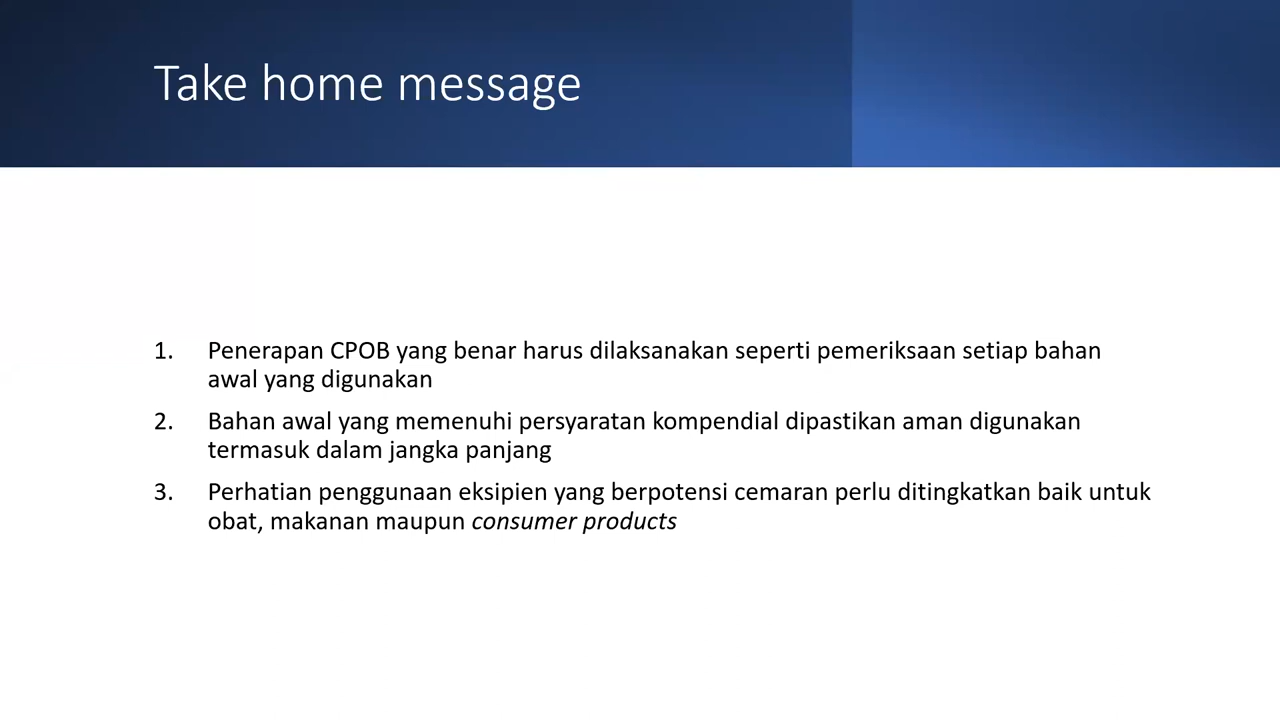 Take home message
1. Penerapan CPOB yang benar harus dilaksanakan seperti pemeriksaan setiap bahan
awal yang digunakan
2. Bahan awal yang memenuhi persyaratan kompendial dipastikan aman digunakan
termasuk dalam jangka panjang
3. Perhatian penggunaan eksipien yang berpotensi cemaran perlu ditingkatkan baik untuk
obat, makanan maupun consumer products